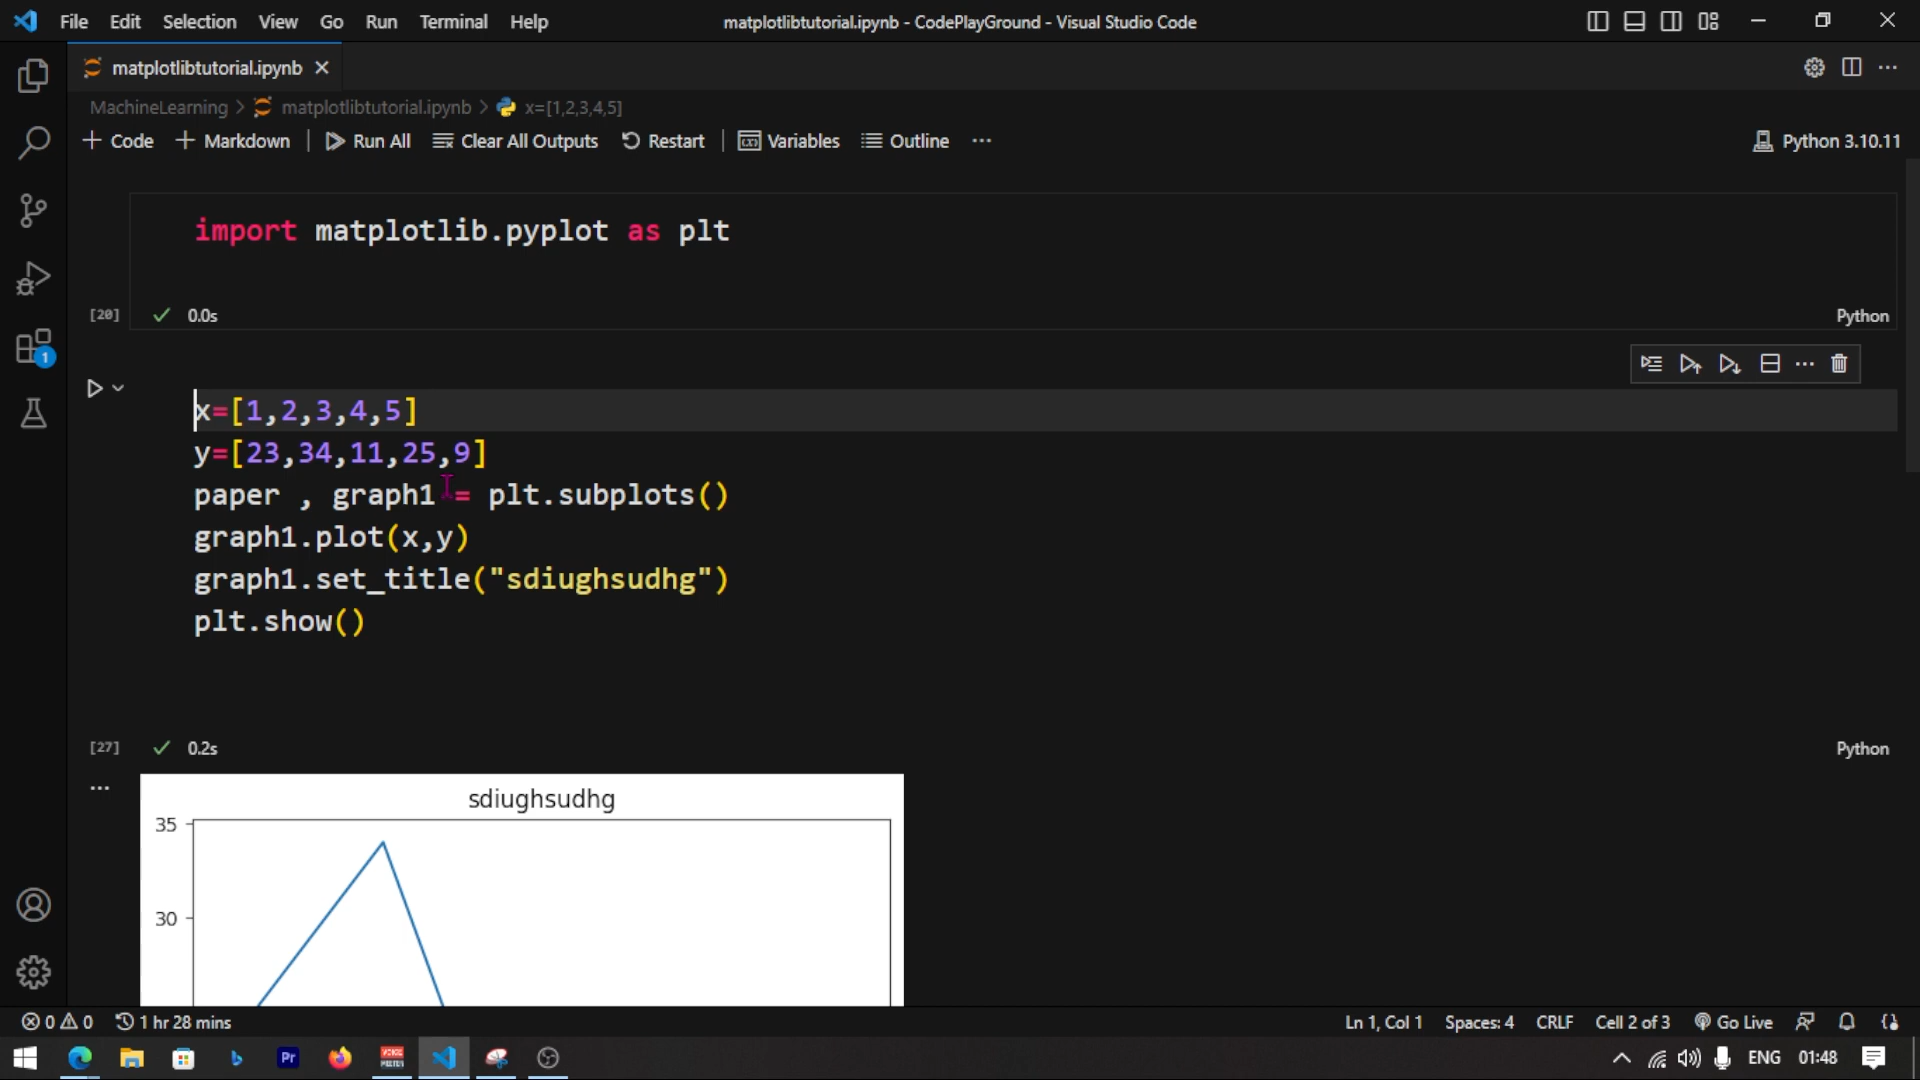 File Edit Selection View Go Run Terminal Help matplotlibtutorial.ipynb - CodePlayGround - Visual Studio Code
matplotlibtutorial.ipynb
MachineLearning > matplotlibtutorial.ipynb > x=[1,2,3,4,5]
+ Code + Markdown Run All Clear All Outputs Restart Variables Outline ... Python 3.10.11
import matplotlib.pyplot as plt
[20] 0.0s Python
x=[1,2,3,4,5]
y=[23,34,11,25,9]
paper , graph1 = plt.subplots()
graph1.plot(x,y)
graph1.set_title("sdiughsudhg")
plt.show()
[27] 0.2s Python
sdiughsudhg
35
30
1
0 0 1 hr 28 mins Ln 1, Col 1 Spaces: 4 CRLF Cell 2 of 3 Go Live
Pr VOICE MEETER ENG 01:48